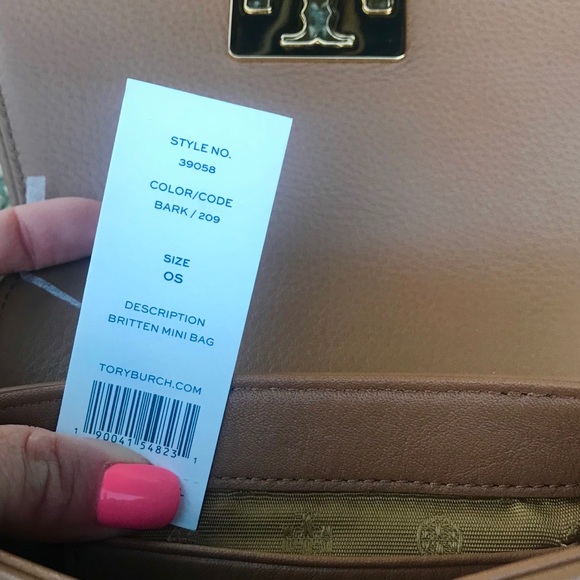 STYLE NO.
39058
COLOR/CODE
BARK / 209
SIZE
OS
DESCRIPTION
BRITTEN MINI BAG
TORYBURCH.COM
1 90041 54823 1